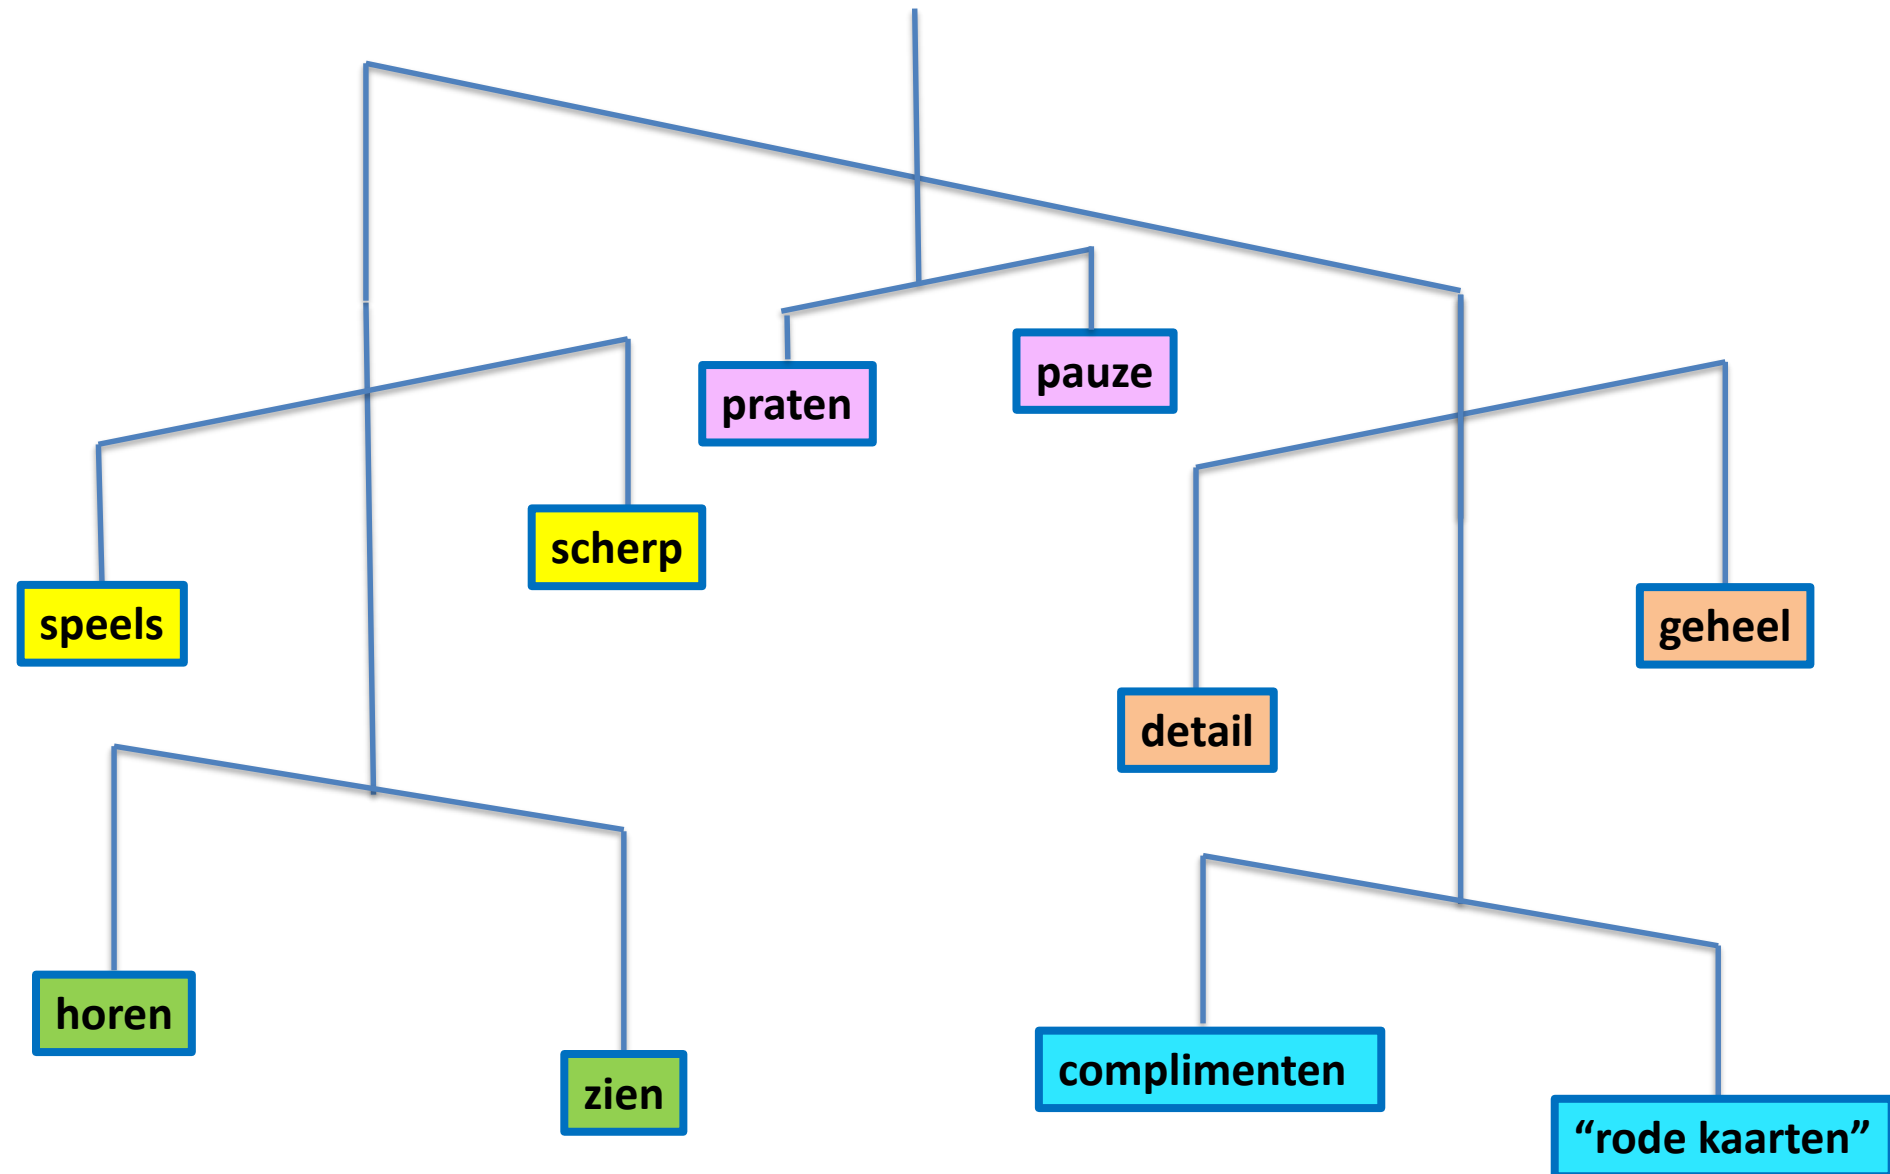 praten
pauze
scherp
speels
geheel
detail
horen
zien
complimenten
“rode kaarten”